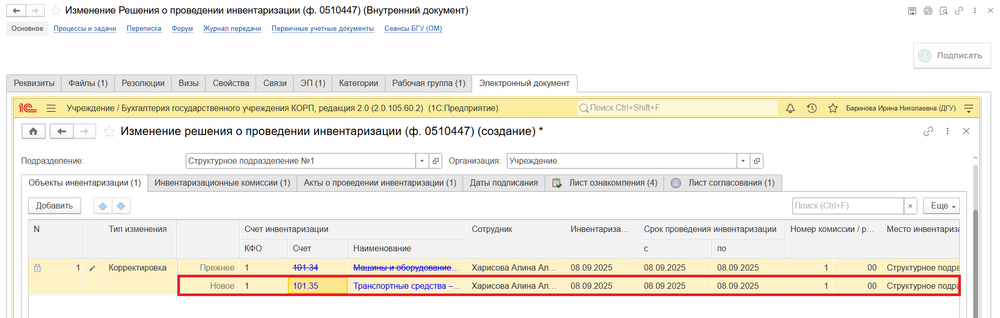 Изменение Решения о проведении инвентаризации (ф. 0510447) (Внутренний документ)
Основное Процессы и задачи Переписка Форум Журнал передачи Первичные учетные документы Сеансы БГУ (ОМ)
Подписать
Реквизиты Файлы (1) Резолюции Визы Свойства Связи ЭП (1) Категории Рабочая группа (1) Электронный документ
1С Учреждение / Бухгалтерия государственного учреждения КОРП, редакция 2.0 (2.0.105.60.2) (1С:Предприятие) Поиск Ctrl+Shift+F Баринова Ирина Николаевна (ДГУ)
Изменение решения о проведении инвентаризации (ф. 0510447) (создание) *
Подразделение: Структурное подразделение №1 Организация: Учреждение
Объекты инвентаризации (1) Инвентаризационные комиссии (1) Акты о проведении инвентаризации (1) Даты подписания Лист ознакомления (4) Лист согласования (1)
Добавить Поиск (Ctrl+F) × Еще
N Тип изменения Счет инвентаризации Сотрудник Инвентариза... Срок проведения инвентаризации Номер комиссии / р... Место инвентариза
КФО Счет Наименование с по
1 Корректировка Прежнее 1 101.34 Машины и оборудование... Харисова Алина Ал... 08.09.2025 08.09.2025 08.09.2025 1 00 Структурное подра
Новое 1 101.35 Транспортные средства –... Харисова Алина Ал... 08.09.2025 08.09.2025 08.09.2025 1 00 Структурное подра